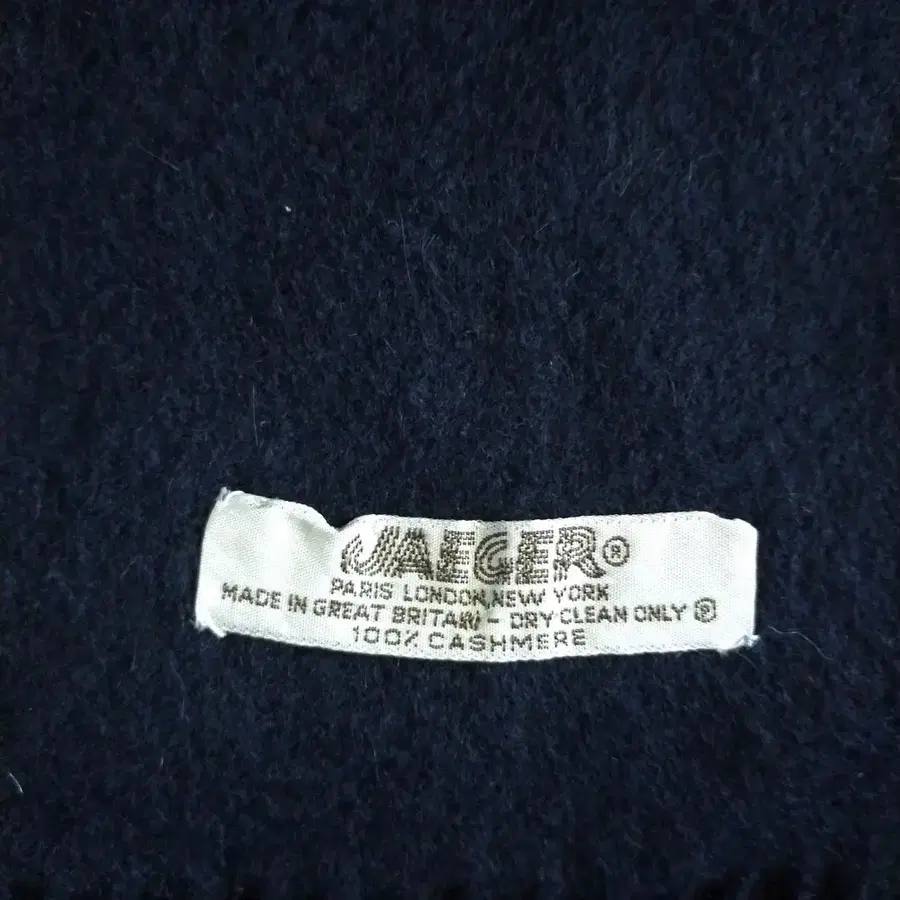 JAEGER®
PARIS LONDON NEW YORK
MADE IN GREAT BRITAIN - DRY CLEAN ONLY Ⓟ
100% CASHMERE